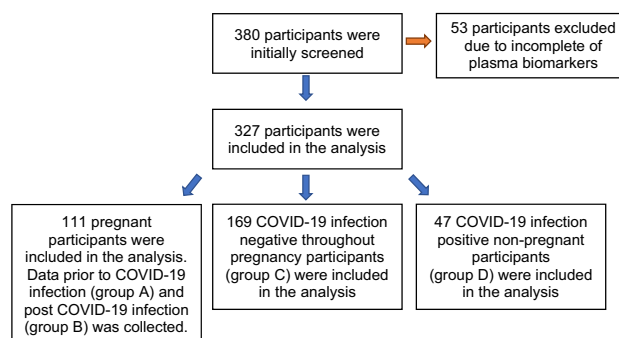 380 participants were
initially screened
53 participants excluded
due to incomplete of
plasma biomarkers
327 participants were
included in the analysis
111 pregnant
participants were
included in the analysis.
Data prior to COVID-19
infection (group A) and
post COVID-19 infection
(group B) was collected.
169 COVID-19 infection
negative throughout
pregnancy participants
(group C) were included
in the analysis
47 COVID-19 infection
positive non-pregnant
participants
(group D) were included
in the analysis